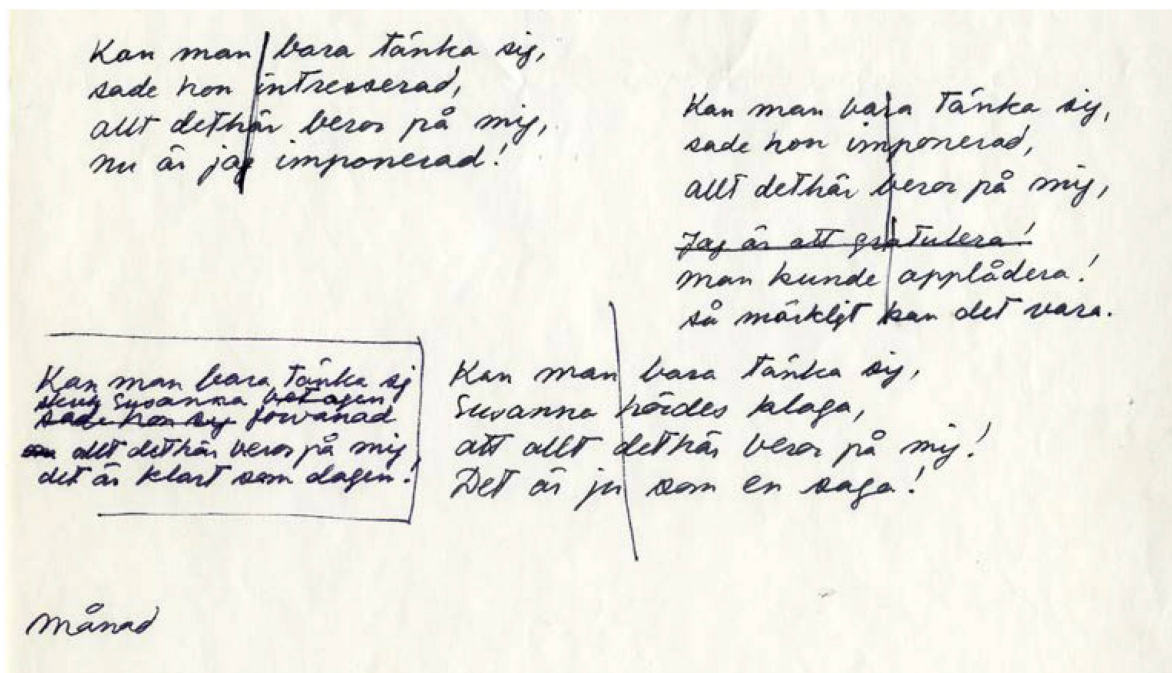 Kan man bara tänka sig,
sade hon intresserad,
allt dethär beror på mig,
nu är jag imponerad!
Kan man bara tänka sig,
sade hon imponerad,
allt dethär beror på mig,
Jag är att gratulera!
man kunde applådera!
så märkligt kan det vara.
Kan man bara tänka sig
Susanna
sade hon sig förvånad
allt dethär beror på mig,
det är klart som dagen!
Kan man bara tänka sig,
Susanna hördes klaga,
att allt dethär beror på mig!
Det är ju som en saga!
månad